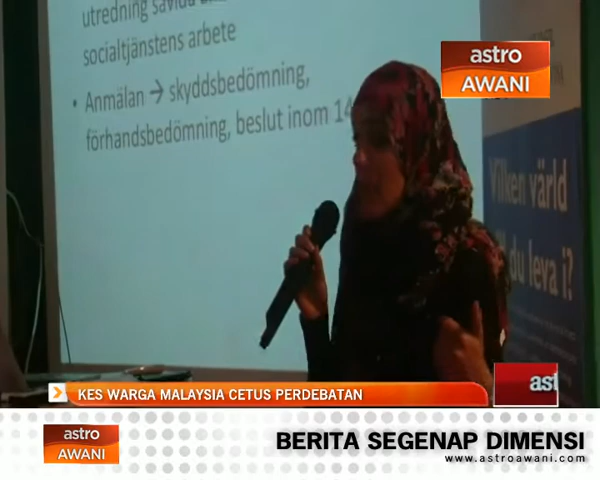 utredning såvida
socialtjänstens arbete
• Anmälan → skyddsbedömning,
förhandsbedömning, beslut inom 14
astro
AWANI
Vilken värld
du leva i?
KES WARGA MALAYSIA CETUS PERDEBATAN
ast
astro
AWANI
BERITA SEGENAP DIMENSI
www.astroawani.com